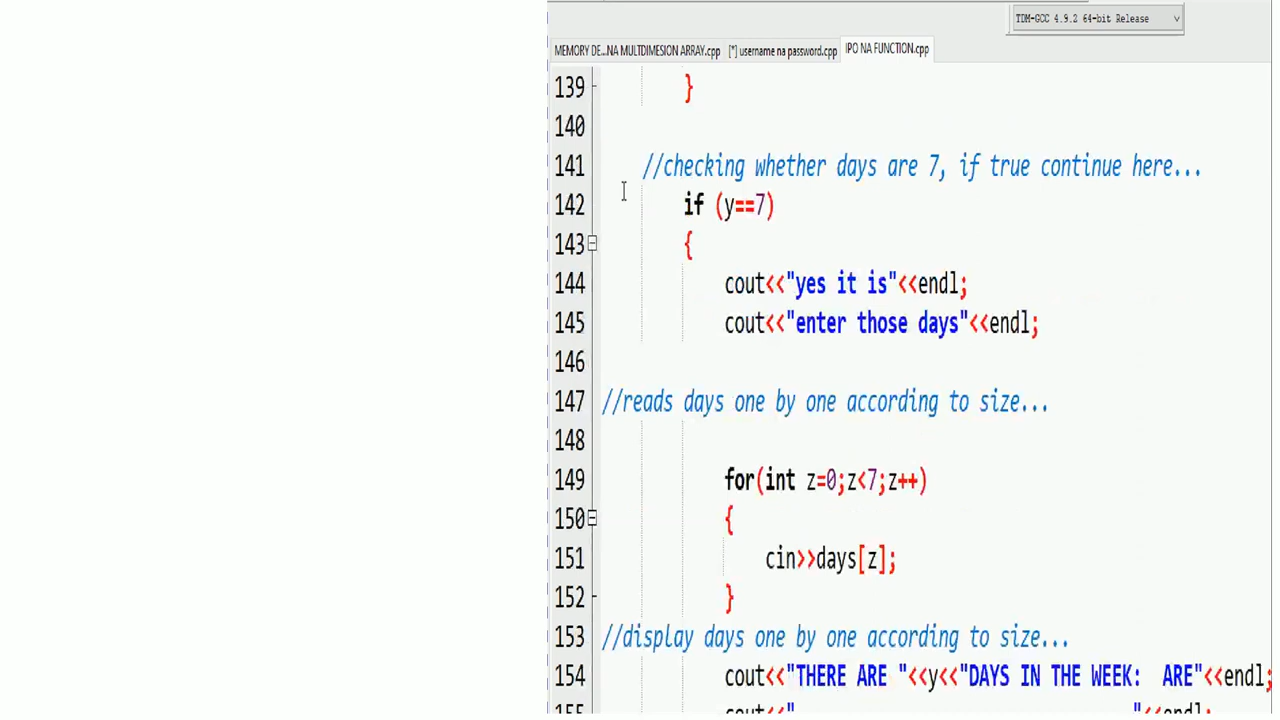 TDM-GCC 4.9.2 64-bit Release
MEMORY DE...NA MULTDIMESION ARRAY.cpp [*] username na password.cpp IPO NA FUNCTION.cpp
139 }
140
141 //checking whether days are 7, if true continue here...
142 if (y==7)
143 {
144 cout<<"yes it is"<<endl;
145 cout<<"enter those days"<<endl;
146
147 //reads days one by one according to size...
148
149 for(int z=0;z<7;z++)
150 {
151 cin>>days[z];
152 }
153 //display days one by one according to size...
154 cout<<"THERE ARE "<<y<<"DAYS IN THE WEEK:  ARE"<<endl;